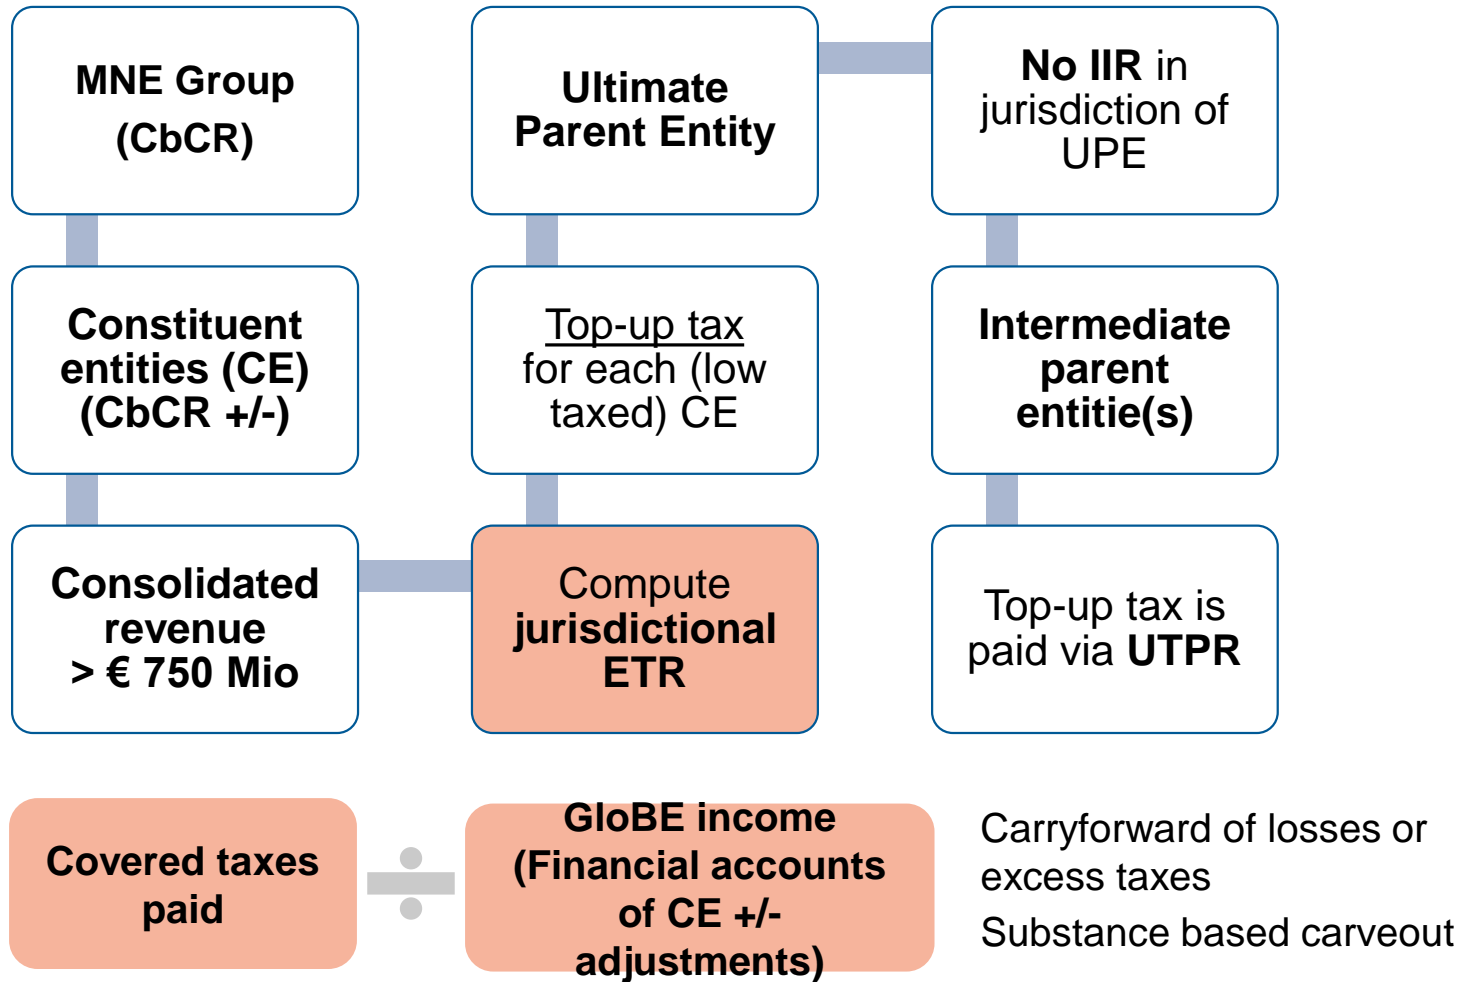 MNE Group
(CbCR)
Constituent
entities (CE)
(CbCR +/-)
Consolidated
revenue
> € 750 Mio
Compute
jurisdictional
ETR
Top-up tax
for each (low
taxed) CE
Ultimate
Parent Entity
No IIR in
jurisdiction of
UPE
Intermediate
parent
entitie(s)
Top-up tax is
paid via UTPR
Covered taxes
paid
GloBE income
(Financial accounts
of CE +/-
adjustments)
Carryforward of losses or
excess taxes
Substance based carveout